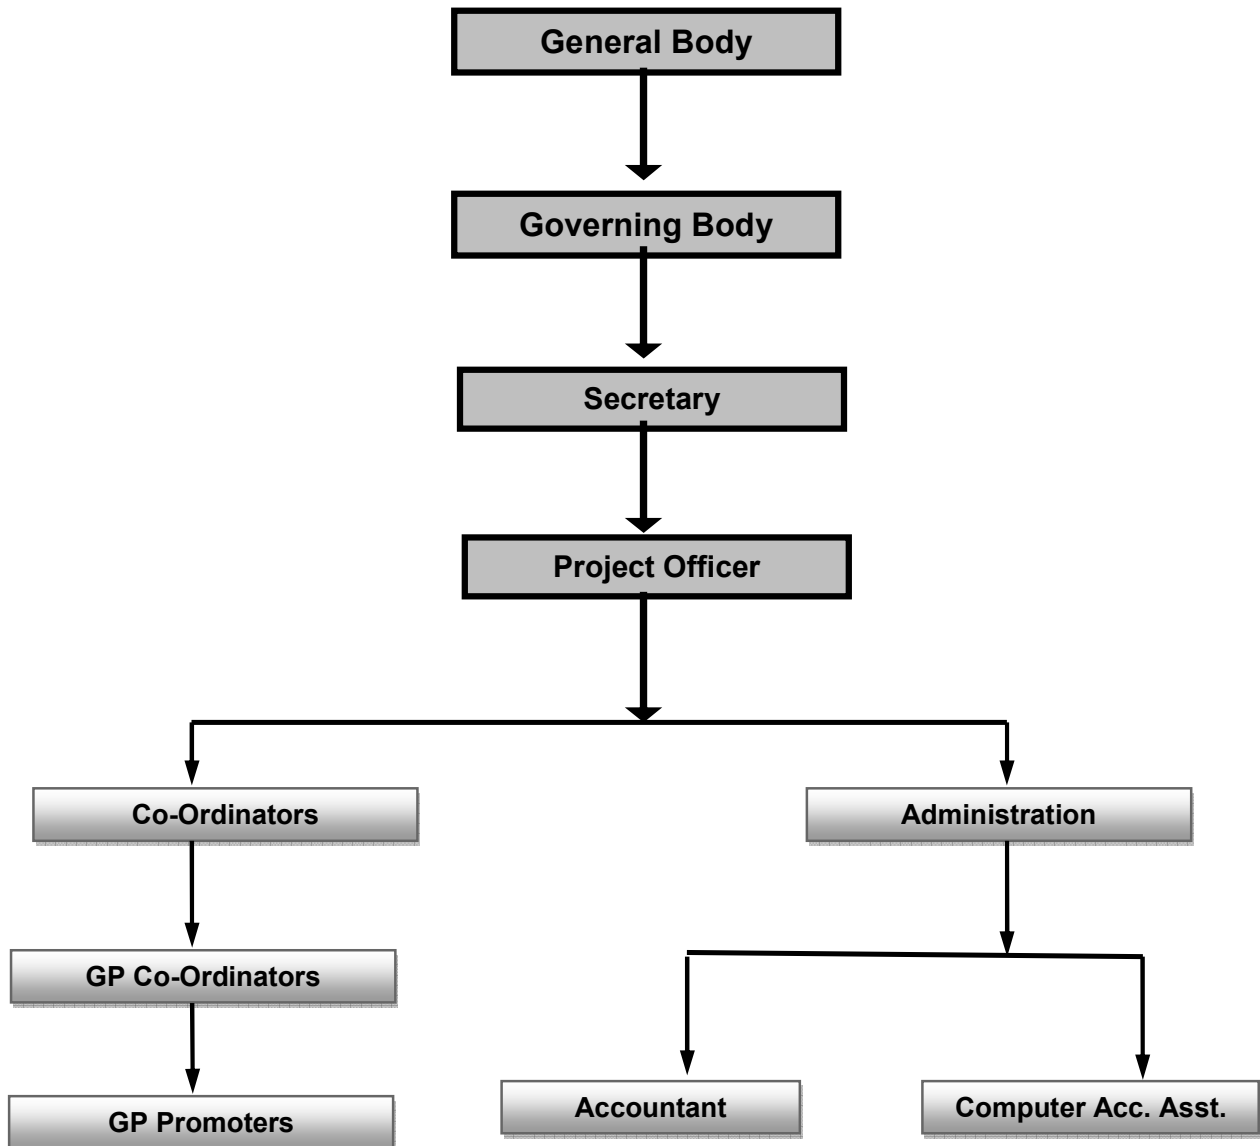 General Body
Governing Body
Secretary
Project Officer
Co-Ordinators
Administration
GP Co-Ordinators
Accountant
Computer Acc. Asst.
GP Promoters